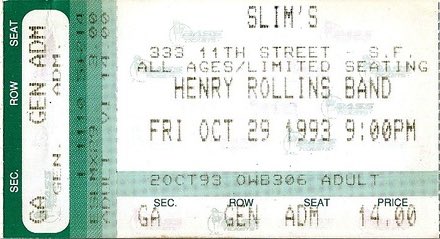 SLIM'S
333 11TH STREET - S.F.
ALL AGES/LIMITED SEATING
HENRY ROLLINS BAND
FRI OCT 29 1993 9:00PM
2OCT93 OWB306 ADULT
SEC. ROW SEAT PRICE
GA GEN ADM 14.00
SEC. ROW SEAT
GA GEN ADM